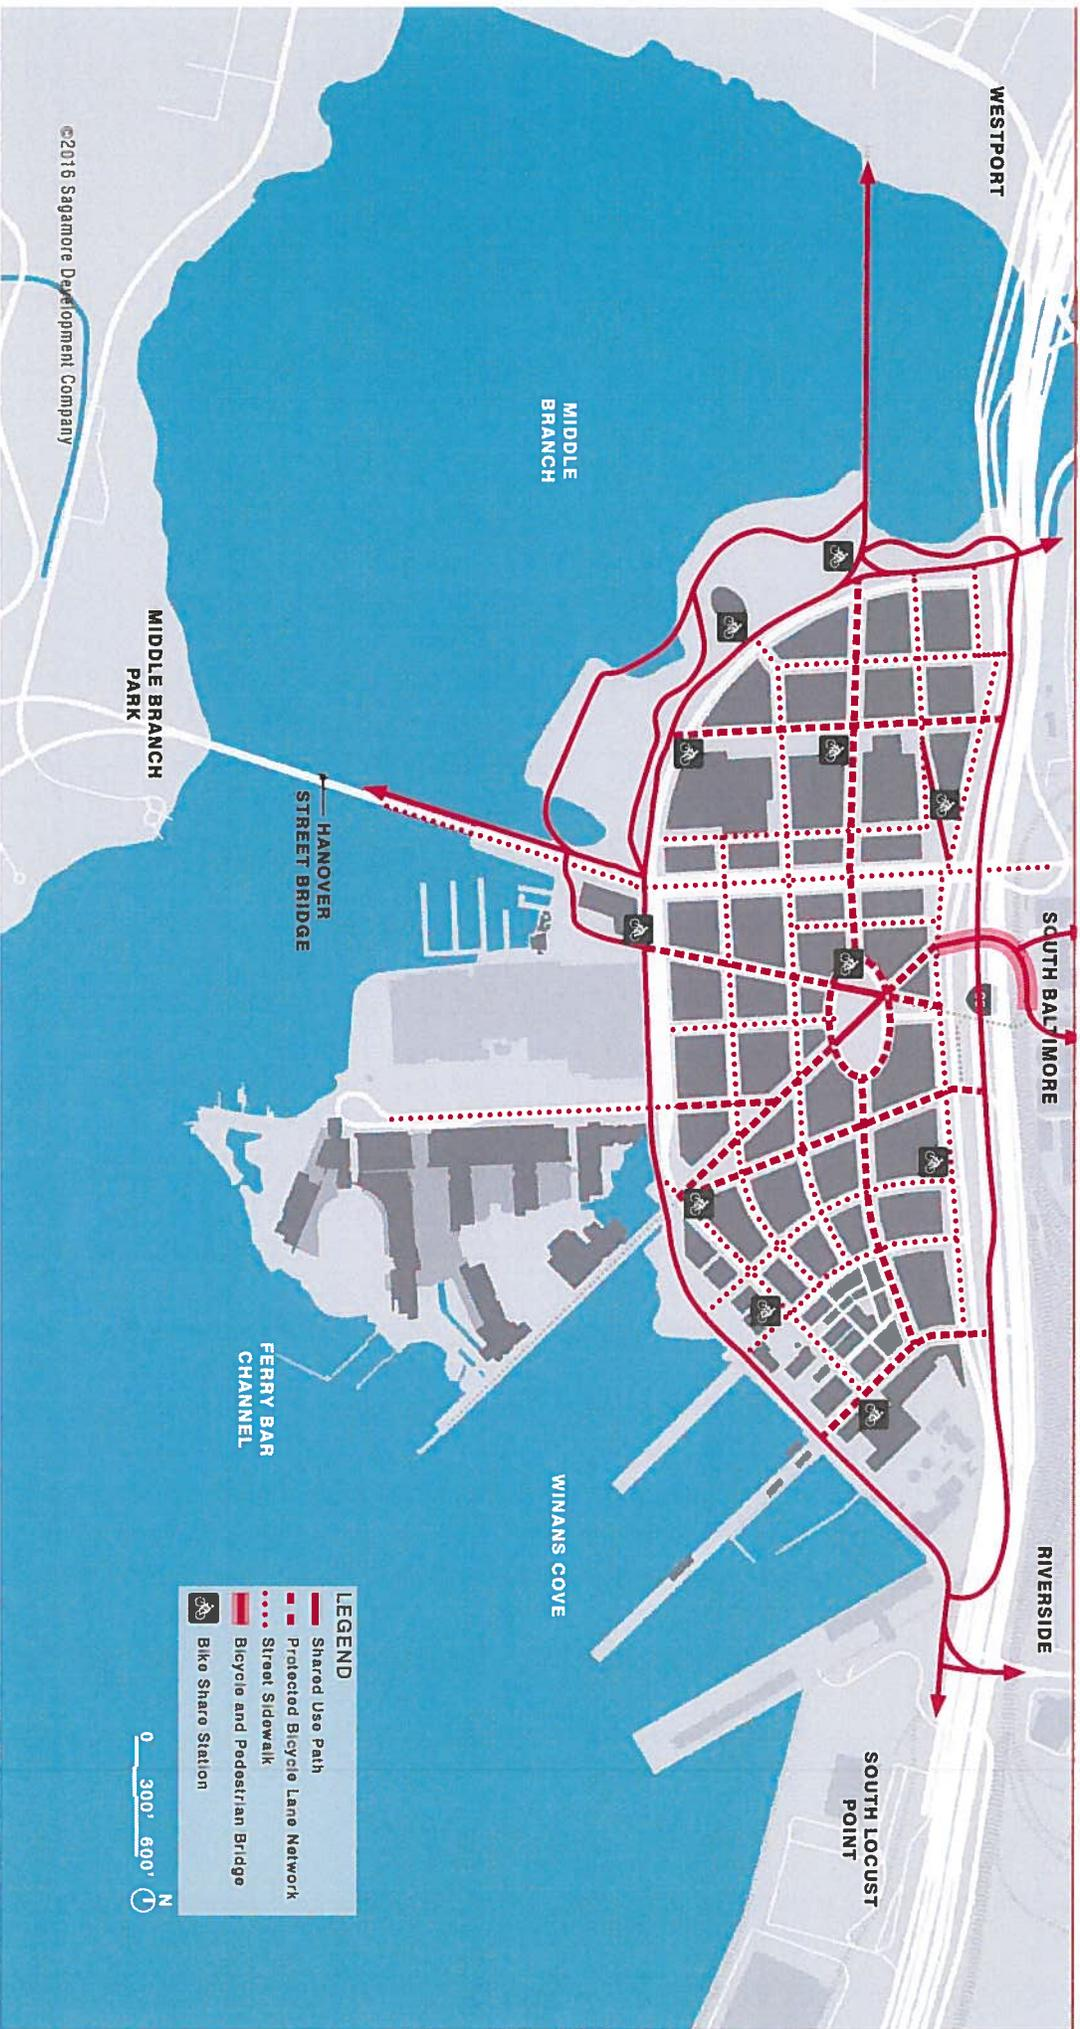 WESTPORT
SOUTH BALTIMORE
RIVERSIDE
SOUTH LOCUST
POINT
MIDDLE
BRANCH
WINANS COVE
HANOVER
STREET BRIDGE
FERRY BAR
CHANNEL
MIDDLE BRANCH
PARK
©2016 Sagamore Development Company
LEGEND
Shared Use Path
Protected Bicycle Lane Network
Street Sidewalk
Bicycle and Pedestrian Bridge
Bike Share Station
0 300' 600'
N